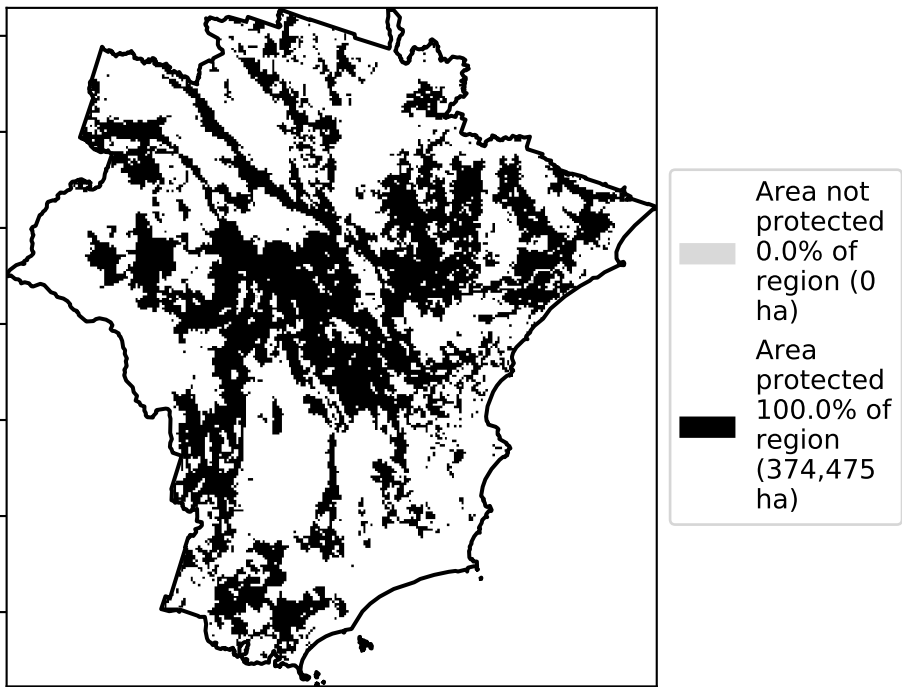 Area not
protected
0.0% of
region (0
ha)
Area
protected
100.0% of
region
(374,475
ha)